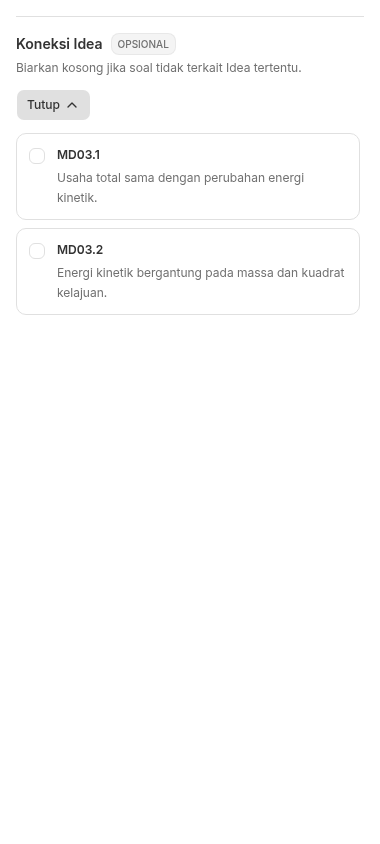 Koneksi Idea OPSIONAL
Biarkan kosong jika soal tidak terkait Idea tertentu.
Tutup
MD03.1
Usaha total sama dengan perubahan energi
kinetik.
MD03.2
Energi kinetik bergantung pada massa dan kuadrat
kelajuan.